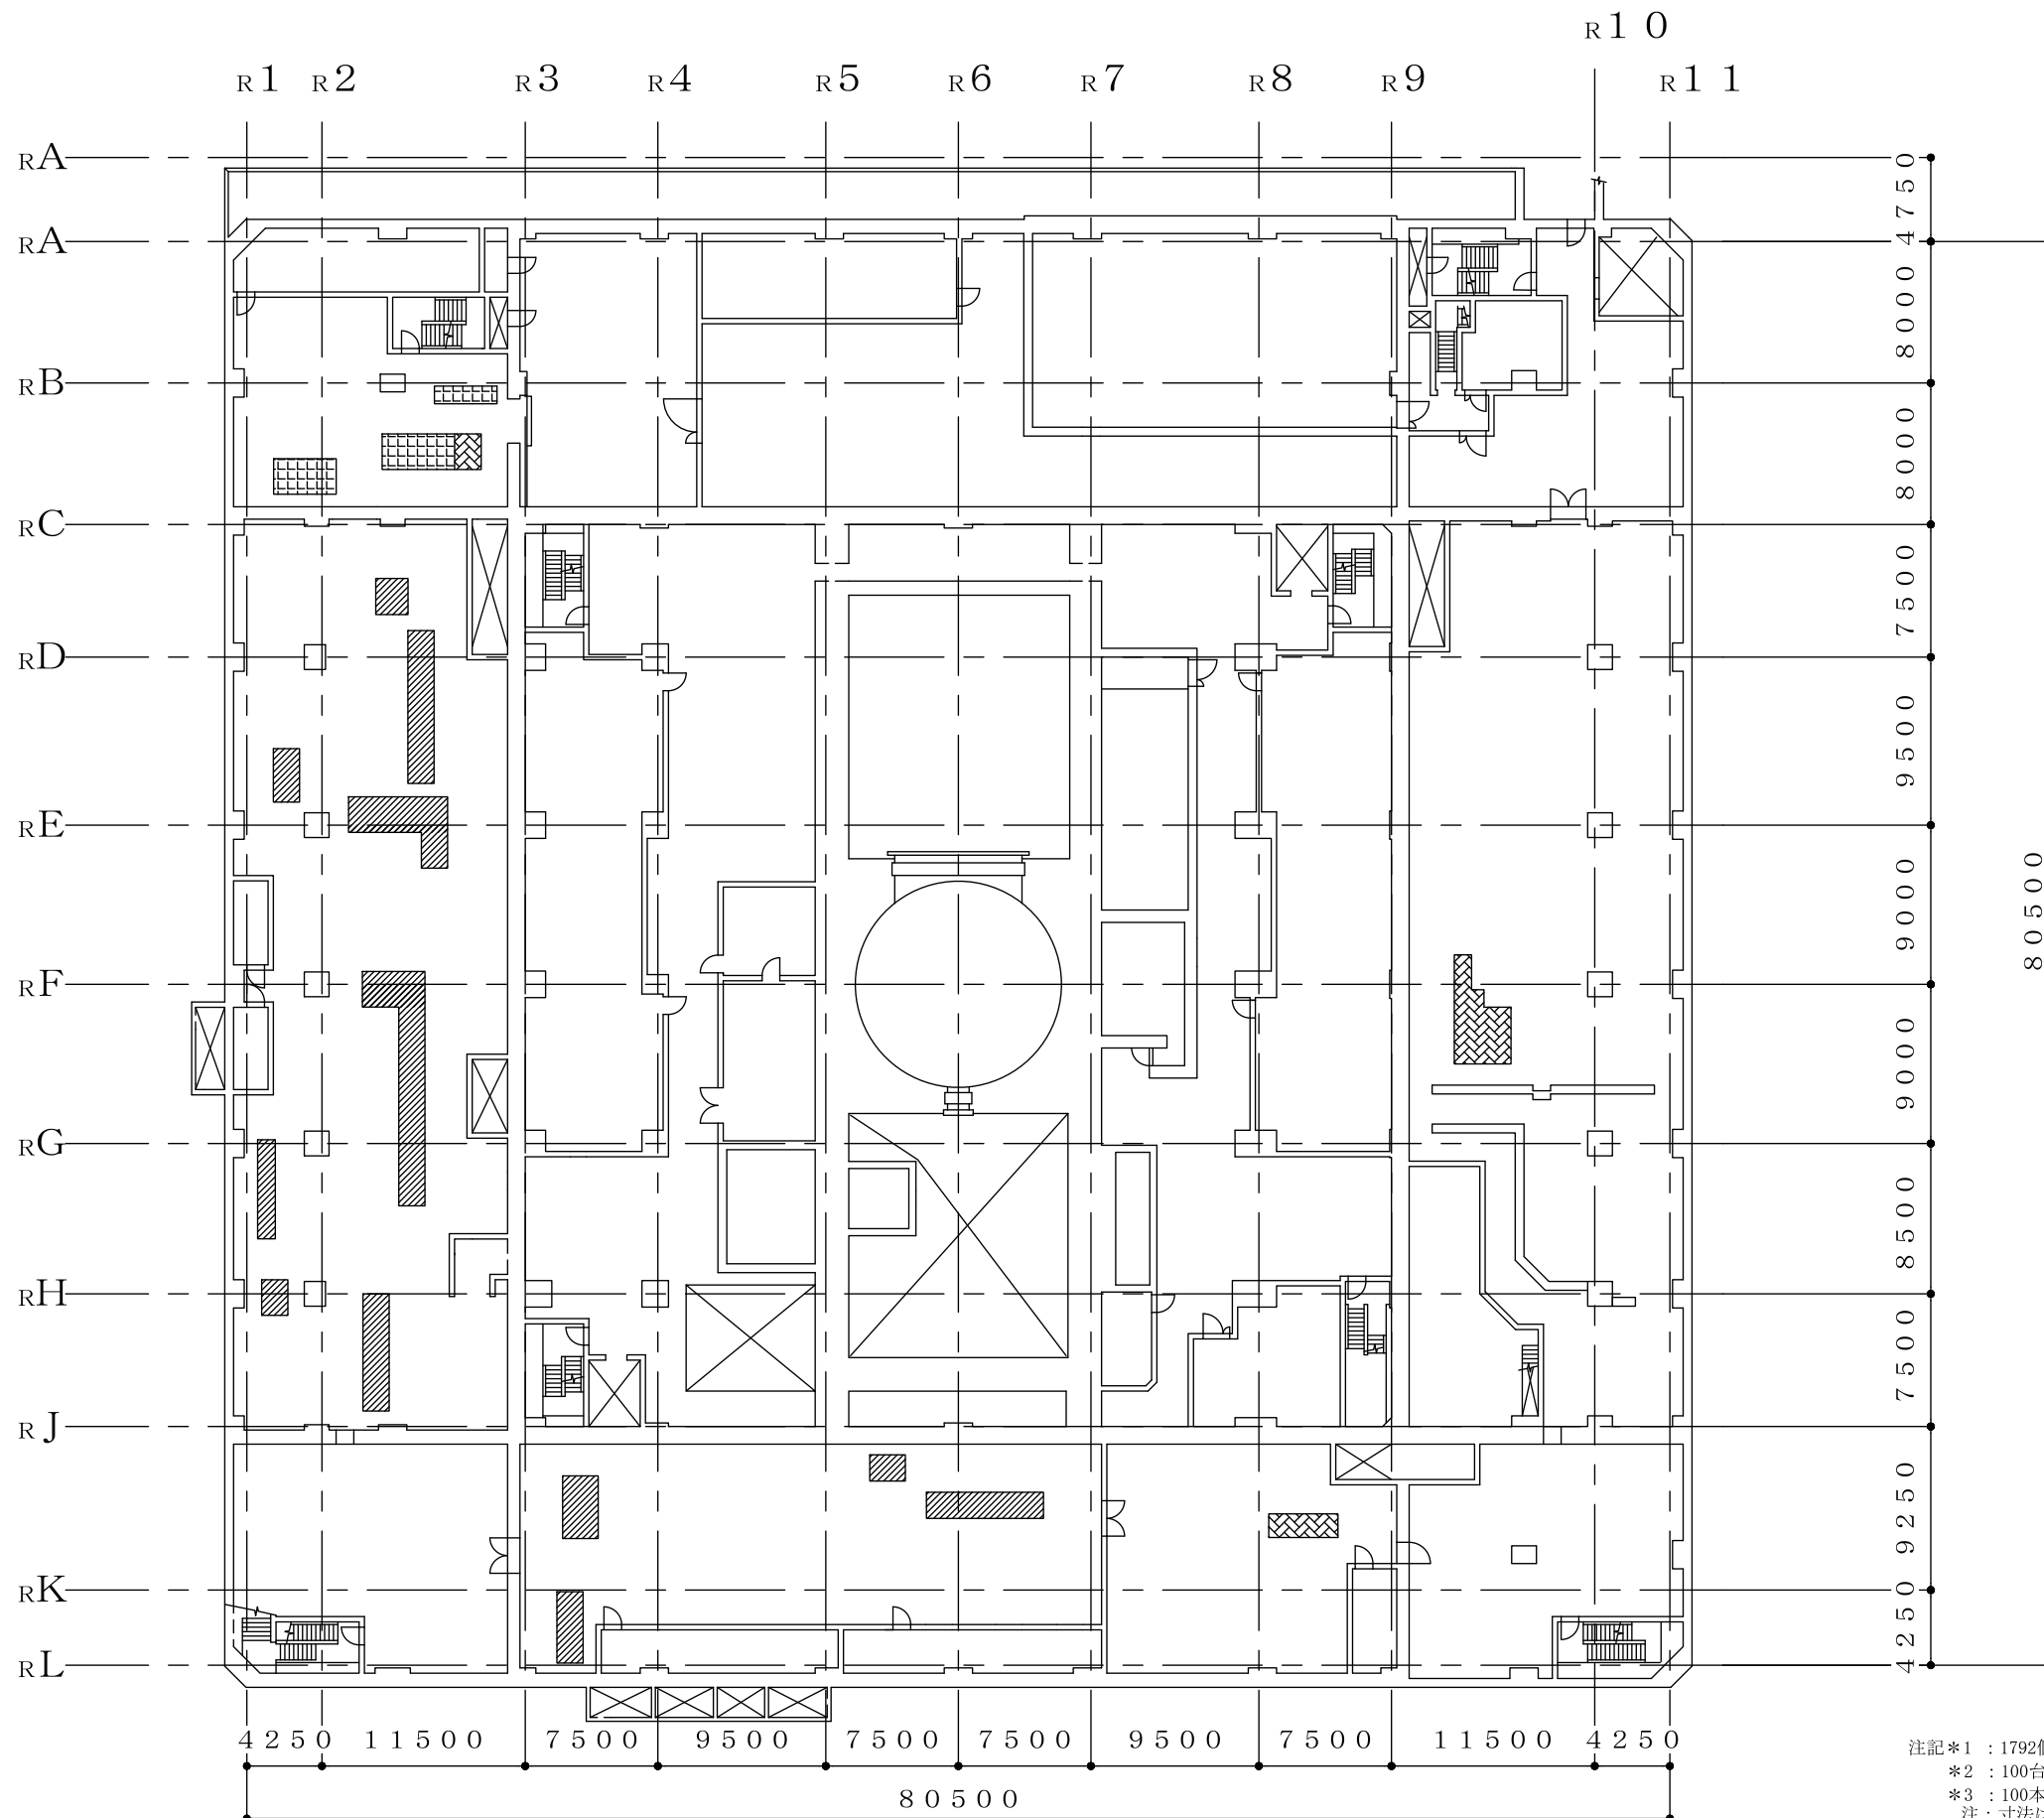 R10
R1 R2 R3 R4 R5 R6 R7 R8 R9 R11
RA
4750
RA
8000
RB
8000
RC
7500
RD
9500
RE
9000
80500
RF
9000
RG
8500
RH
7500
RJ
9250
RK
4250
RL
4250 11500 7500 9500 7500 7500 9500 7500 11500 4250
80500
注記*1 :1792
*2 :100台
*3 :100本
注:寸法